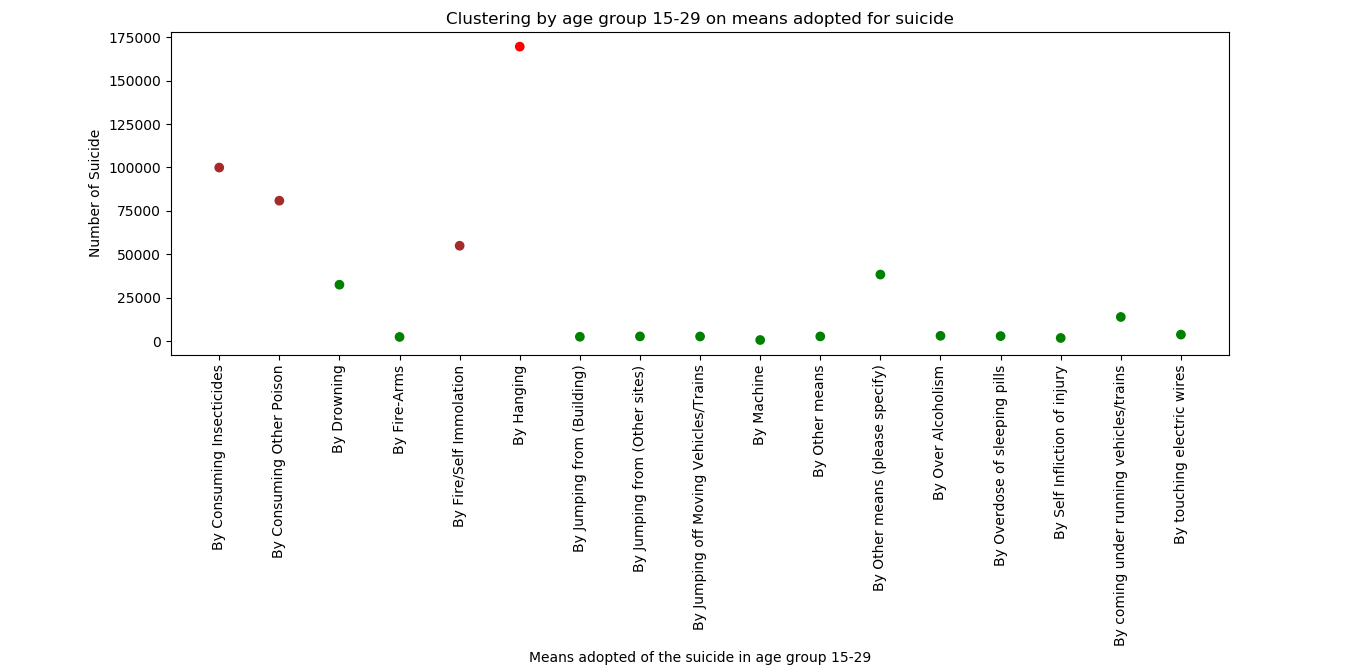 Clustering by age group 15-29 on means adopted for suicide
175000
150000
125000
100000
75000
50000
25000
0
Number of Suicide
By Consuming Insecticides
By Consuming Other Poison
By Drowning
By Fire-Arms
By Fire/Self Immolation
By Hanging
By Jumping from (Building)
By Jumping from (Other sites)
By Jumping off Moving Vehicles/Trains
By Machine
By Other means
By Other means (please specify)
By Over Alcoholism
By Overdose of sleeping pills
By Self Infliction of injury
By coming under running vehicles/trains
By touching electric wires
Means adopted of the suicide in age group 15-29